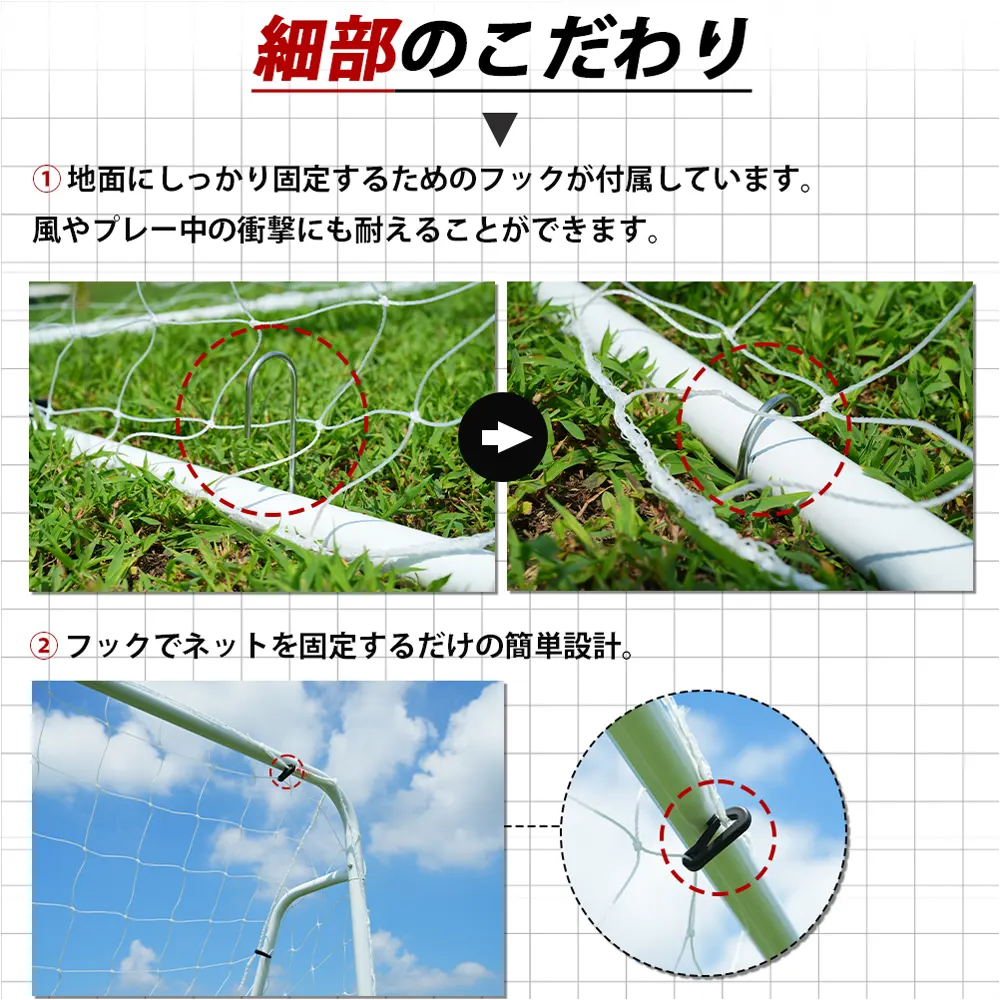 細部のこだわり
① 地面にしっかり固定するためのフックが付属しています。
風やプレー中の衝撃にも耐えることができます。
② フックでネットを固定するだけの簡単設計。